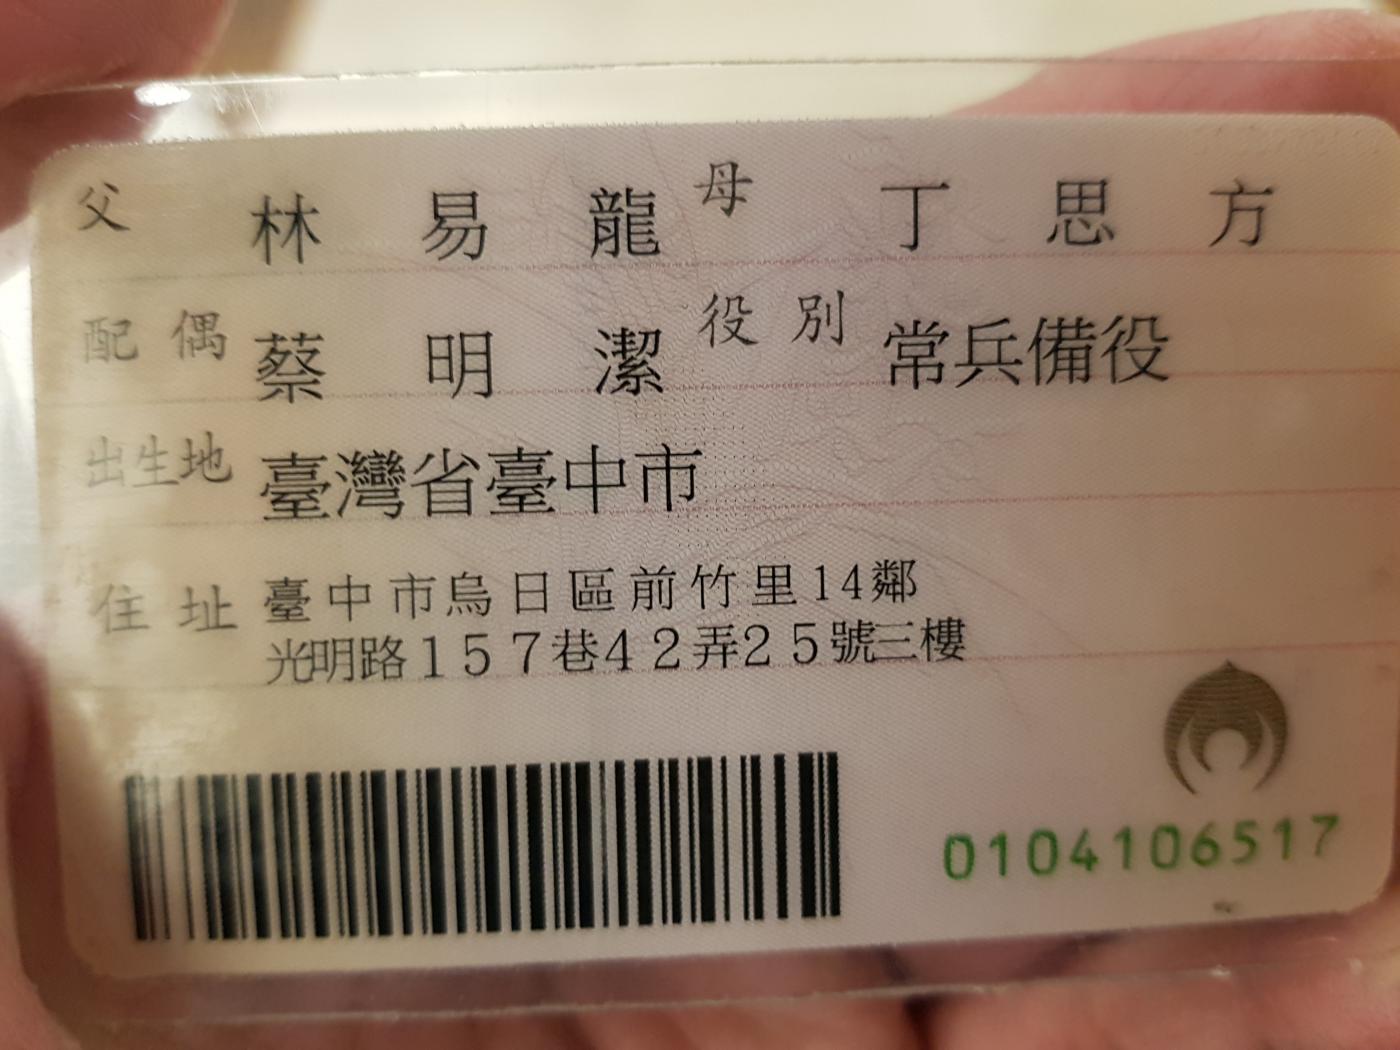 父 林易龍 母 丁思方
配偶 蔡明潔 役別 常兵備役
出生地 臺灣省臺中市
住址 臺中市烏日區前竹里14鄰
光明路157巷42弄25號三樓
0104106517